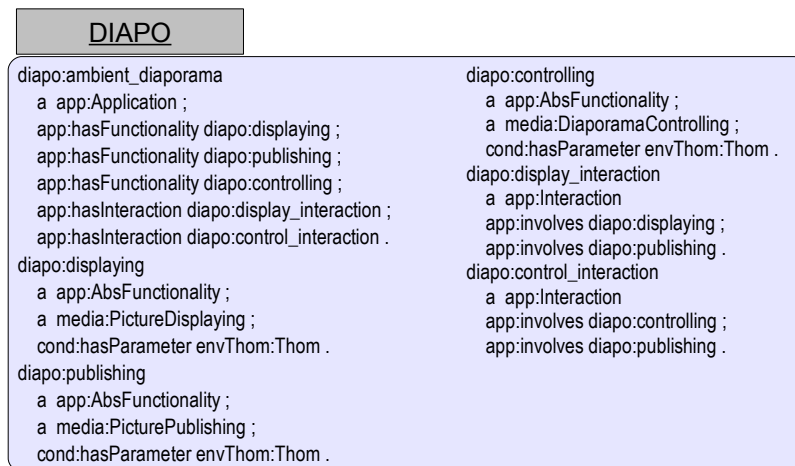 DIAPO
diapo:ambient_diaporama
a app:Application ;
app:hasFunctionality diapo:displaying ;
app:hasFunctionality diapo:publishing ;
app:hasFunctionality diapo:controlling ;
app:hasInteraction diapo:display_interaction ;
app:hasInteraction diapo:control_interaction .
diapo:displaying
a app:AbsFunctionality ;
a media:PictureDisplaying ;
cond:hasParameter envThom:Thom .
diapo:publishing
a app:AbsFunctionality ;
a media:PicturePublishing ;
cond:hasParameter envThom:Thom .
diapo:controlling
a app:AbsFunctionality ;
a media:DiaporamaControlling ;
cond:hasParameter envThom:Thom .
diapo:display_interaction
a app:Interaction
app:involves diapo:displaying ;
app:involves diapo:publishing .
diapo:control_interaction
a app:Interaction
app:involves diapo:controlling ;
app:involves diapo:publishing .